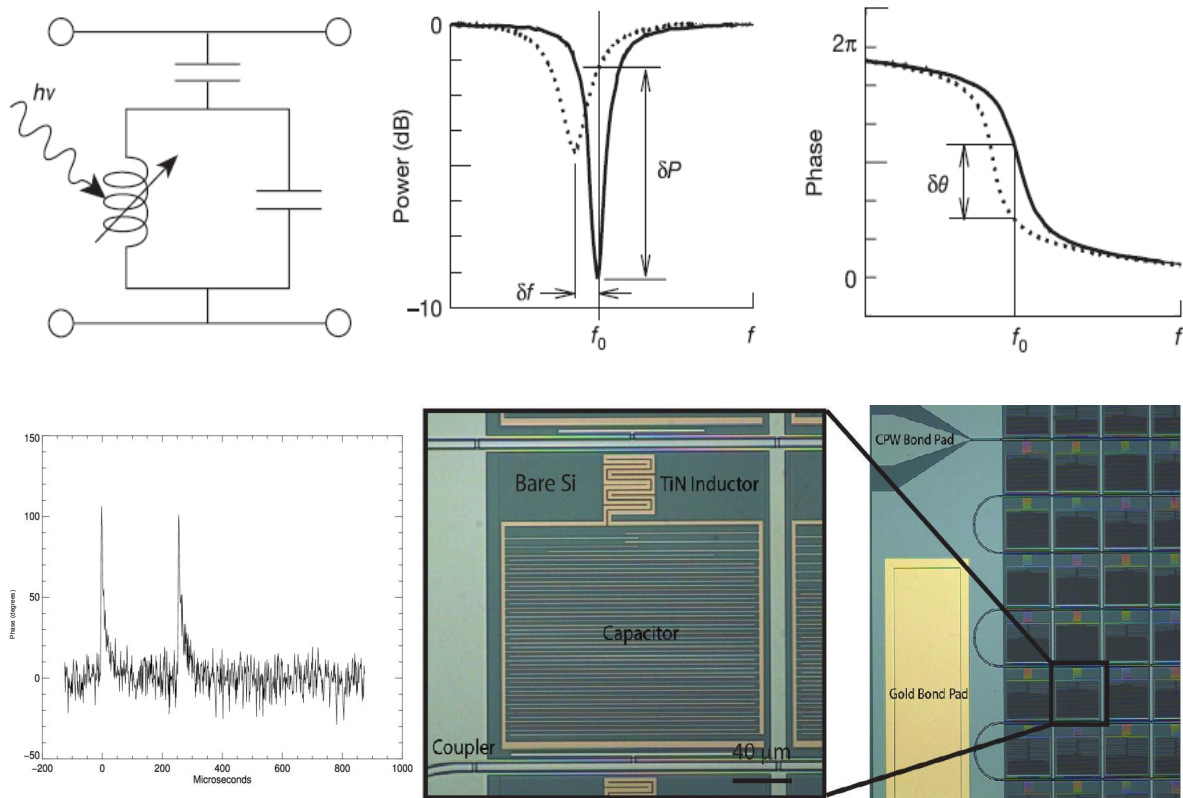 hν
0
Power (dB)
−10
δP
δf
f₀
f
2π
Phase
0
δθ
f₀
f
150
100
50
0
−50
Phase (degrees)
−200
0
200
400
600
800
1000
Microseconds
Bare Si
TiN Inductor
Capacitor
Coupler
40 μm
CPW Bond Pad
Gold Bond Pad